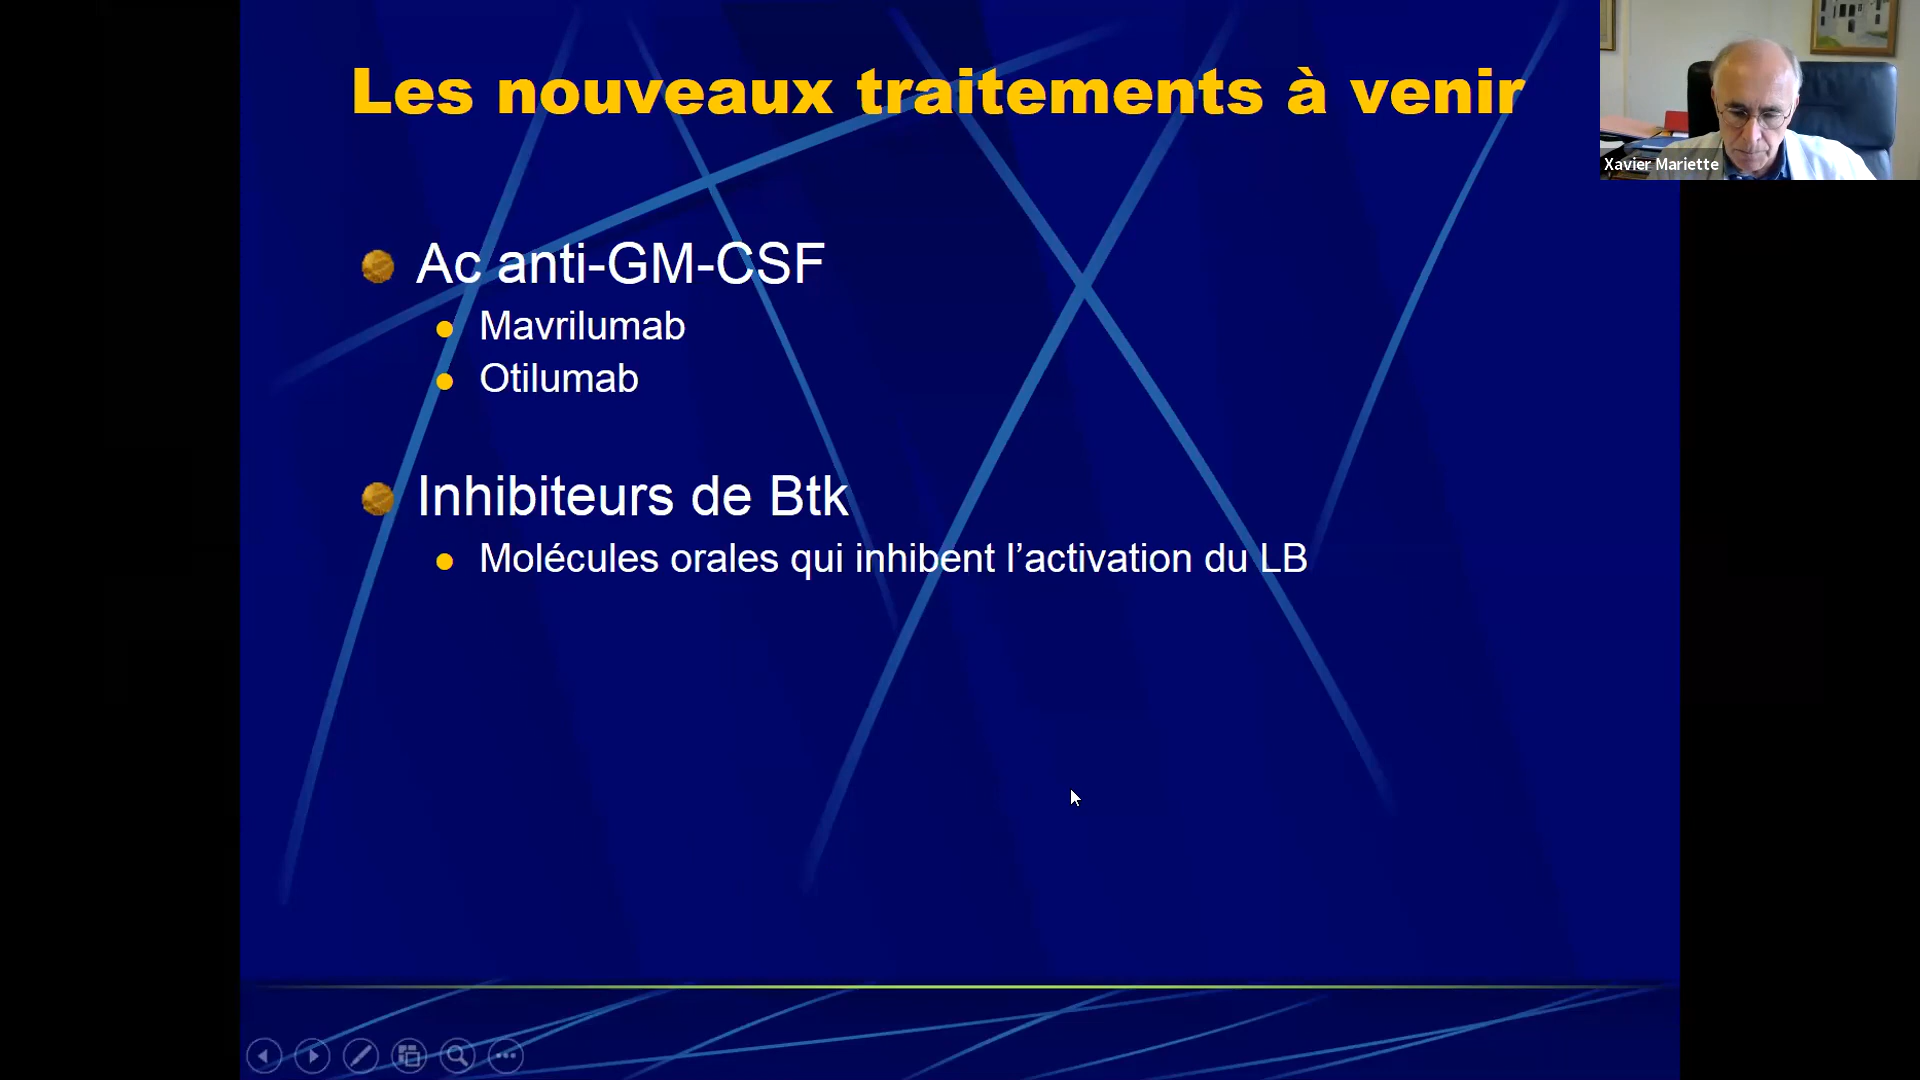 Les nouveaux traitements à venir
Xavier Mariette
Ac anti-GM-CSF
Mavrilumab
Otilumab
Inhibiteurs de Btk
Molécules orales qui inhibent l’activation du LB